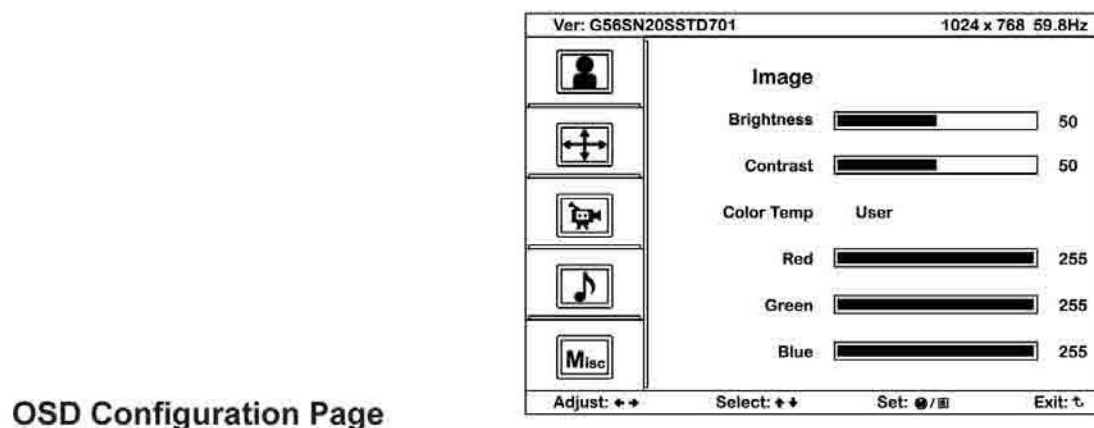 Ver: G56SN20SSTD701 1024 x 768 59.8Hz
Image
Brightness 50
Contrast 50
Color Temp User
Red 255
Green 255
Blue 255
Misc
Adjust: ←→ Select: ↑↓ Set: / Exit:
OSD Configuration Page